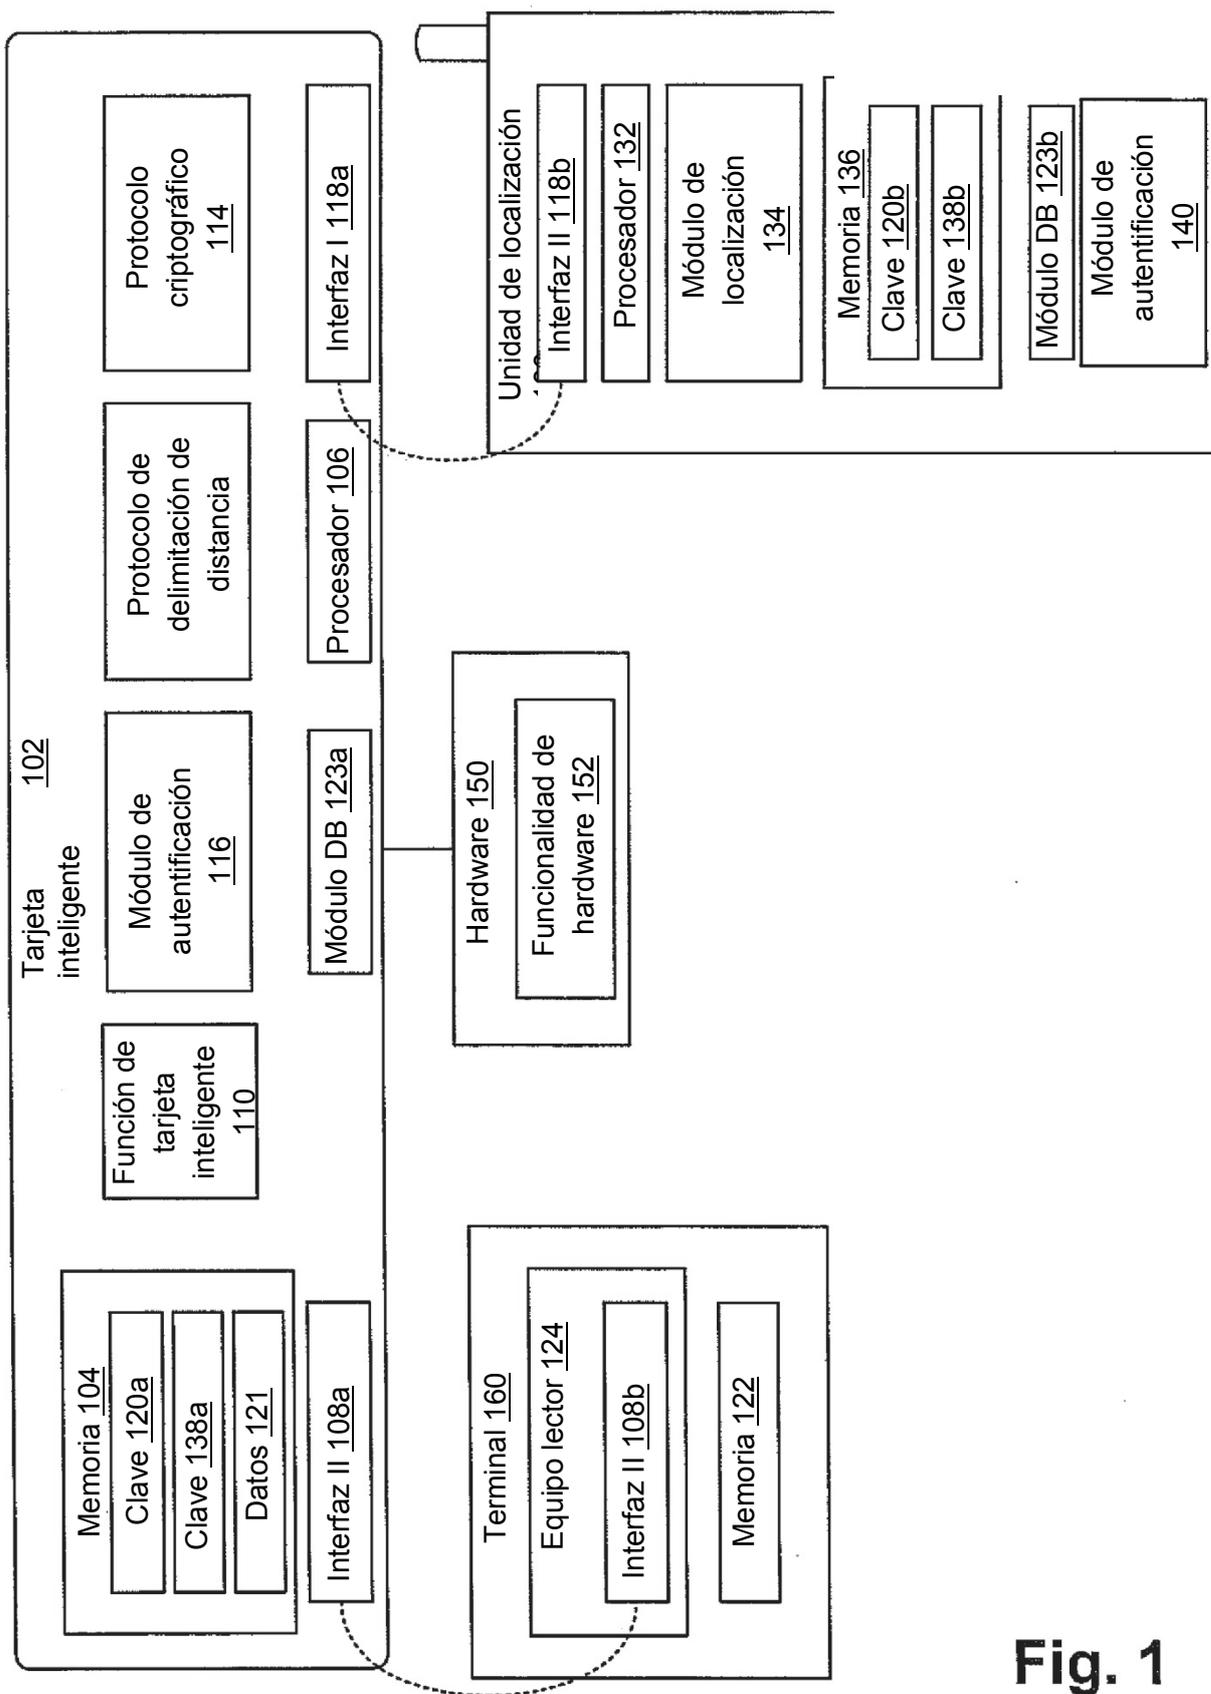 Tarjeta
inteligente
102
Memoria 104
Clave 120a
Clave 138a
Datos 121
Función de
tarjeta
inteligente
110
Módulo de
autentificación
116
Protocolo de
delimitación de
distancia
Protocolo
criptográfico
114
Interfaz II 108a
Módulo DB 123a
Procesador 106
Interfaz I 118a
Terminal 160
Equipo lector 124
Interfaz II 108b
Memoria 122
Hardware 150
Funcionalidad de
hardware 152
Unidad de localización
Interfaz II 118b
Procesador 132
Módulo de
localización
134
Memoria 136
Clave 120b
Clave 138b
Módulo DB 123b
Módulo de
autentificación
140
Fig. 1